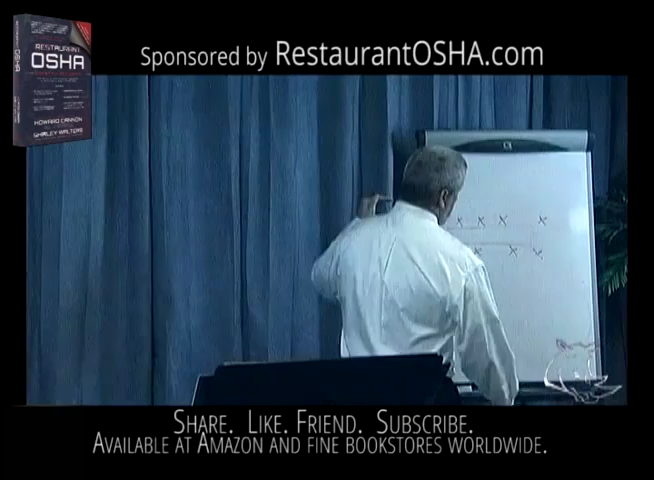 Sponsored by RestaurantOSHA.com
RESTAURANT
OSHA
HOWARD CANNON
SHIRLEY WALTERS
x x x x
x x x
SHARE. LIKE. FRIEND. SUBSCRIBE.
AVAILABLE AT AMAZON AND FINE BOOKSTORES WORLDWIDE.